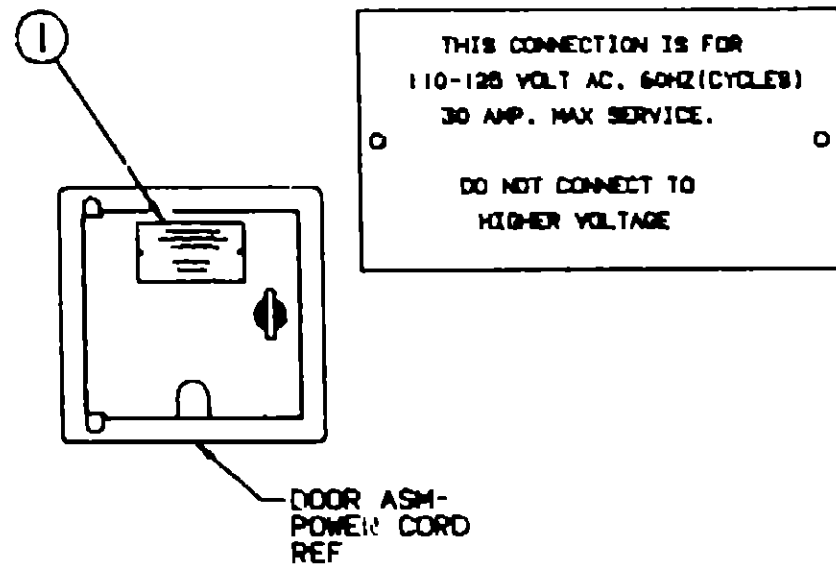 1
THIS CONNECTION IS FOR
110-125 VOLT AC, 60HZ(CYCLES)
30 AMP. MAX SERVICE.
DO NOT CONNECT TO
HIGHER VOLTAGE
DOOR ASM-
POWER CORD
REF